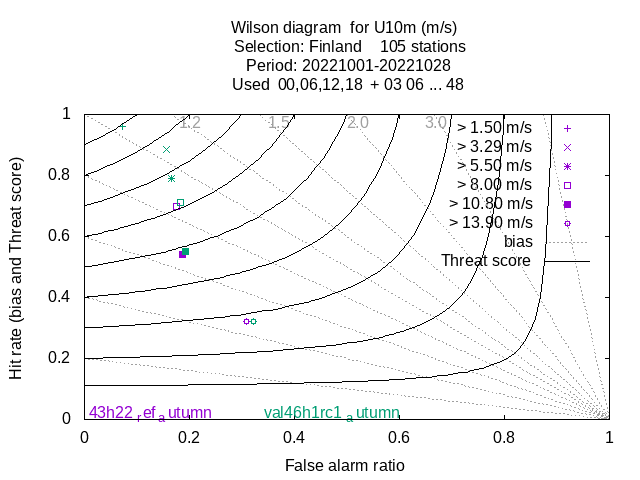 Wilson diagram  for U10m (m/s)
Selection: Finland    105 stations
Period: 20221001-20221028
Used  00,06,12,18  + 03 06 ... 48
1
0.8
0.6
0.4
0.2
0
Hit rate (bias and Threat score)
1.2
1.5
2.0
3.0
> 1.50 m/s
> 3.29 m/s
> 5.50 m/s
> 8.00 m/s
> 10.80 m/s
> 13.90 m/s
bias
Threat score
43h22 ref autumn
val46h1rc1 autumn
0
0.2
0.4
0.6
0.8
1
False alarm ratio